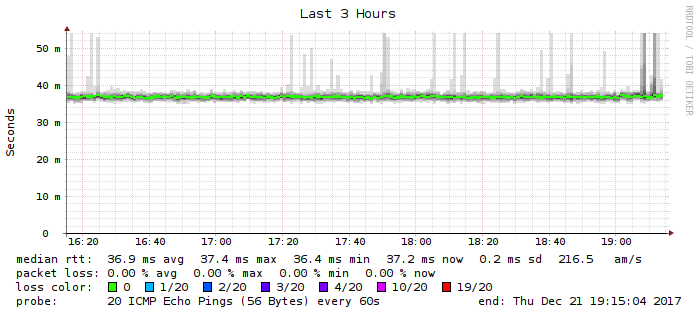 Last 3 Hours
RRDTOOL / TOBI OETIKER
Seconds
50 m
40 m
30 m
20 m
10 m
0
16:20 16:40 17:00 17:20 17:40 18:00 18:20 18:40 19:00
median rtt: 36.9 ms avg 37.4 ms max 36.4 ms min 37.2 ms now 0.2 ms sd 216.5 am/s
packet loss: 0.00 % avg 0.00 % max 0.00 % min 0.00 % now
loss color: 0 1/20 2/20 3/20 4/20 10/20 19/20
probe: 20 ICMP Echo Pings (56 Bytes) every 60s end: Thu Dec 21 19:15:04 2017